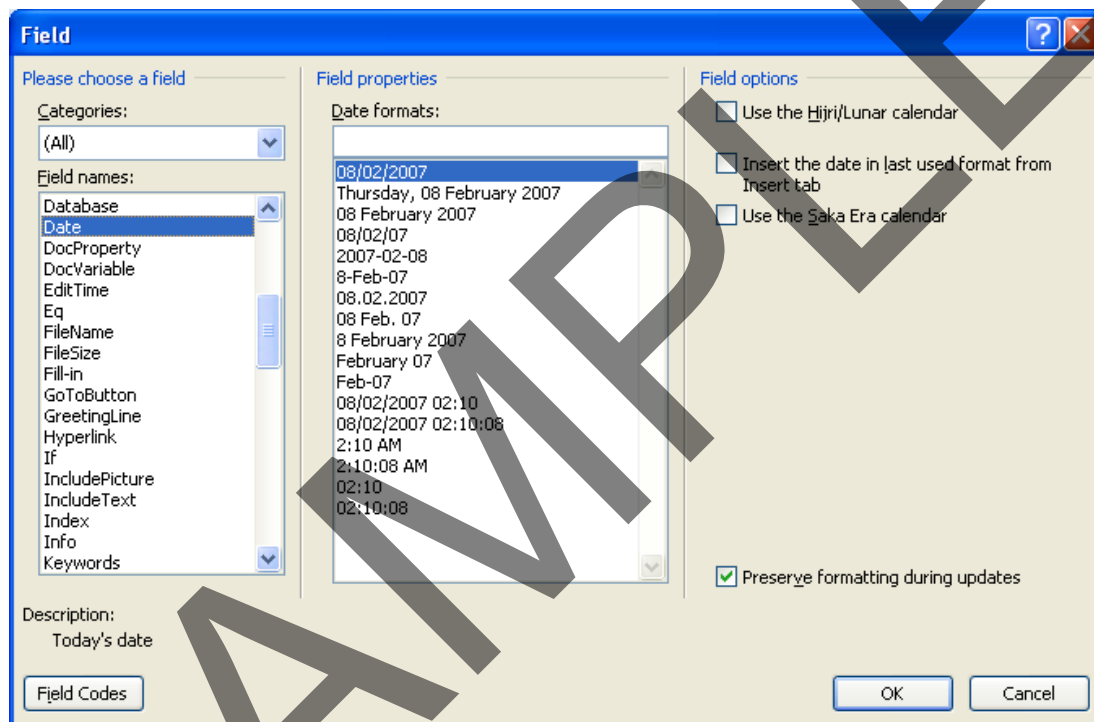 Field
Please choose a field
Categories:
(All)
Field names:
Database
Date
DocProperty
DocVariable
EditTime
Eq
FileName
FileSize
Fill-in
GoToButton
GreetingLine
Hyperlink
If
IncludePicture
IncludeText
Index
Info
Keywords
Description:
Today's date
Field Codes
Field properties
Date formats:
08/02/2007
Thursday, 08 February 2007
08 February 2007
08/02/07
2007-02-08
8-Feb-07
08.02.2007
08 Feb. 07
8 February 2007
February 07
Feb-07
08/02/2007 02:10
08/02/2007 02:10:08
2:10 AM
2:10:08 AM
02:10
02:10:08
Field options
Use the Hijri/Lunar calendar
Insert the date in last used format from
Insert tab
Use the Saka Era calendar
Preserve formatting during updates
OK
Cancel
AMPLE